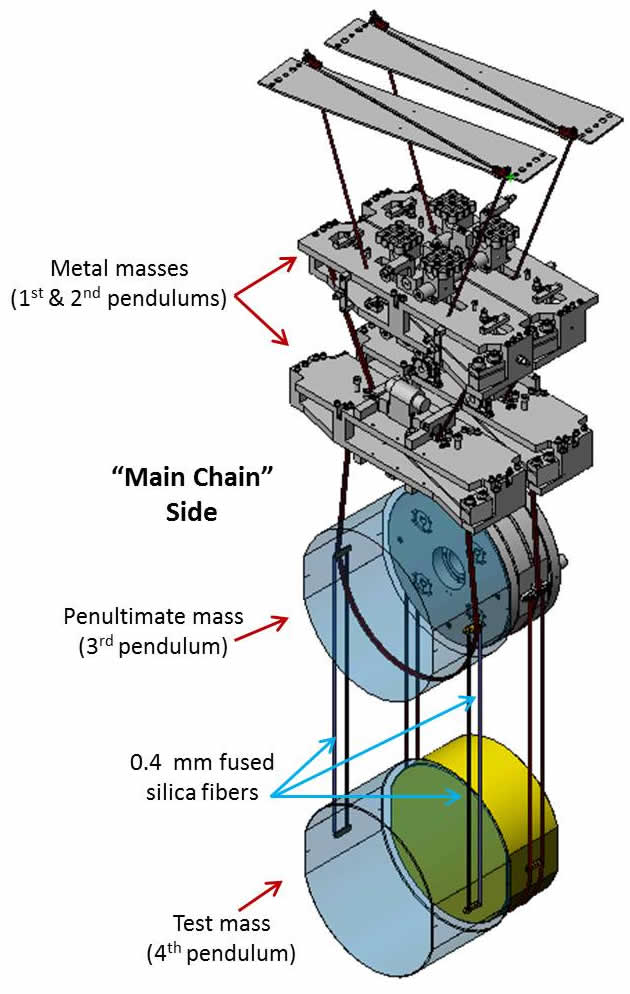 Metal masses
(1st & 2nd pendulums)
“Main Chain”
Side
Penultimate mass
(3rd pendulum)
0.4 mm fused
silica fibers
Test mass
(4th pendulum)